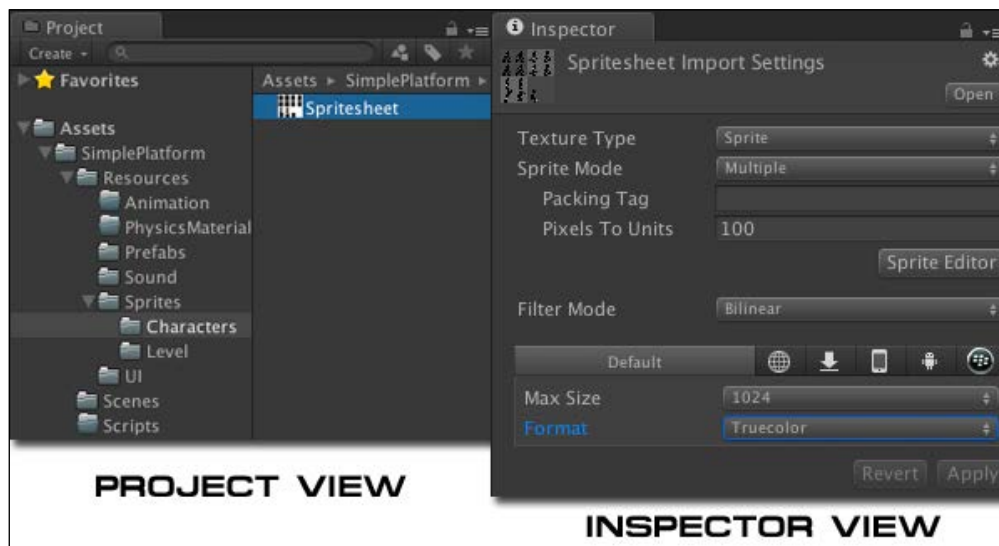 Project
Create
Favorites
Assets
SimplePlatform
Resources
Animation
PhysicsMaterial
Prefabs
Sound
Sprites
Characters
Level
UI
Scenes
Scripts
Assets ▸ SimplePlatform ▸
Spritesheet
PROJECT VIEW
Inspector
Spritesheet Import Settings
Open
Texture Type Sprite
Sprite Mode Multiple
Packing Tag
Pixels To Units 100
Sprite Editor
Filter Mode Bilinear
Default
Max Size 1024
Format Truecolor
Revert Apply
INSPECTOR VIEW